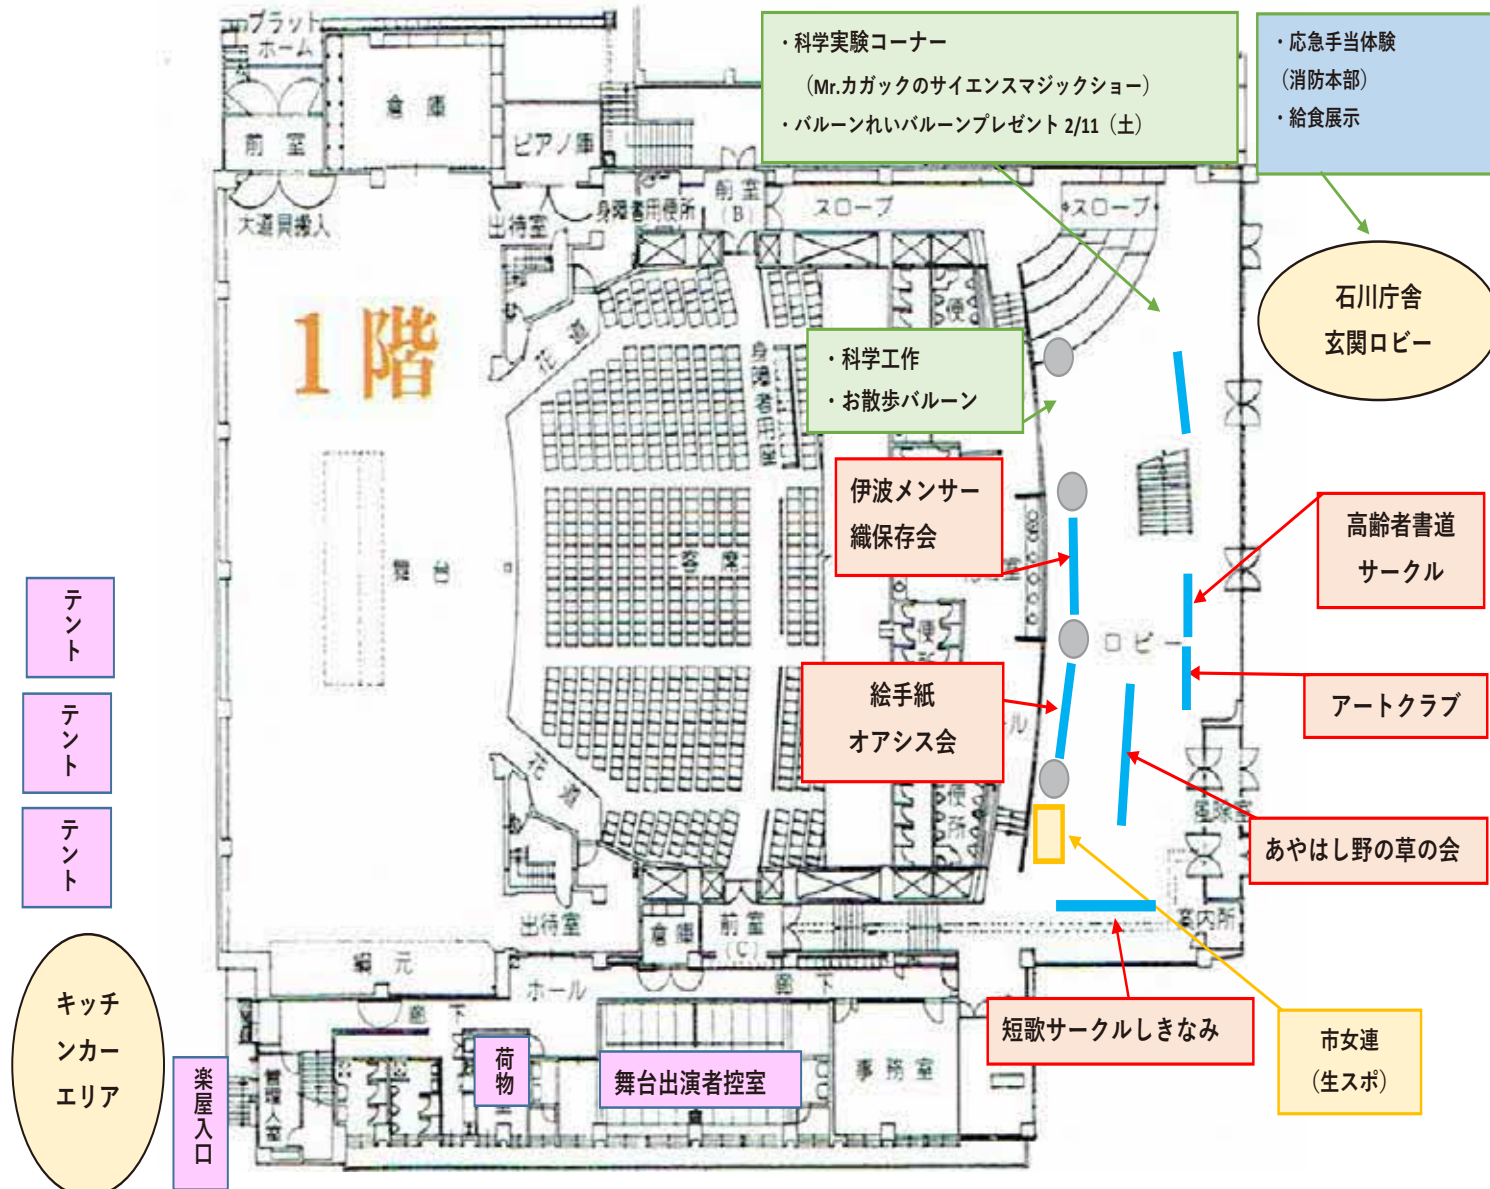 プラット
ホーム
・科学実験コーナー
（Mr.カガックのサイエンスマジックショー）
・バルーンれいバルーンプレゼント 2/11（土）
・応急手当体験
（消防本部）
・給食展示
倉庫
前室
ピアノ庫
大道具搬入
出待室
身障者用便所
前室
(B)
スロープ
スロープ
石川庁舎
玄関ロビー
1階
花道
便
・科学工作
・お散歩バルーン
身障者用席
伊波メンサー
織保存会
高齢者書道
サークル
舞台
客席
テント
便
ロビー
絵手紙
オアシス会
アートクラブ
テント
ル
花道
便所
風除室
テント
あやはし野の草の会
出待室
倉庫
前室
(C)
案内所
ホール
廊下
キッチ
ンカー
エリア
廊下
短歌サークルしきなみ
市女連
（生スポ）
荷物
舞台出演者控室
事務室
楽屋入口